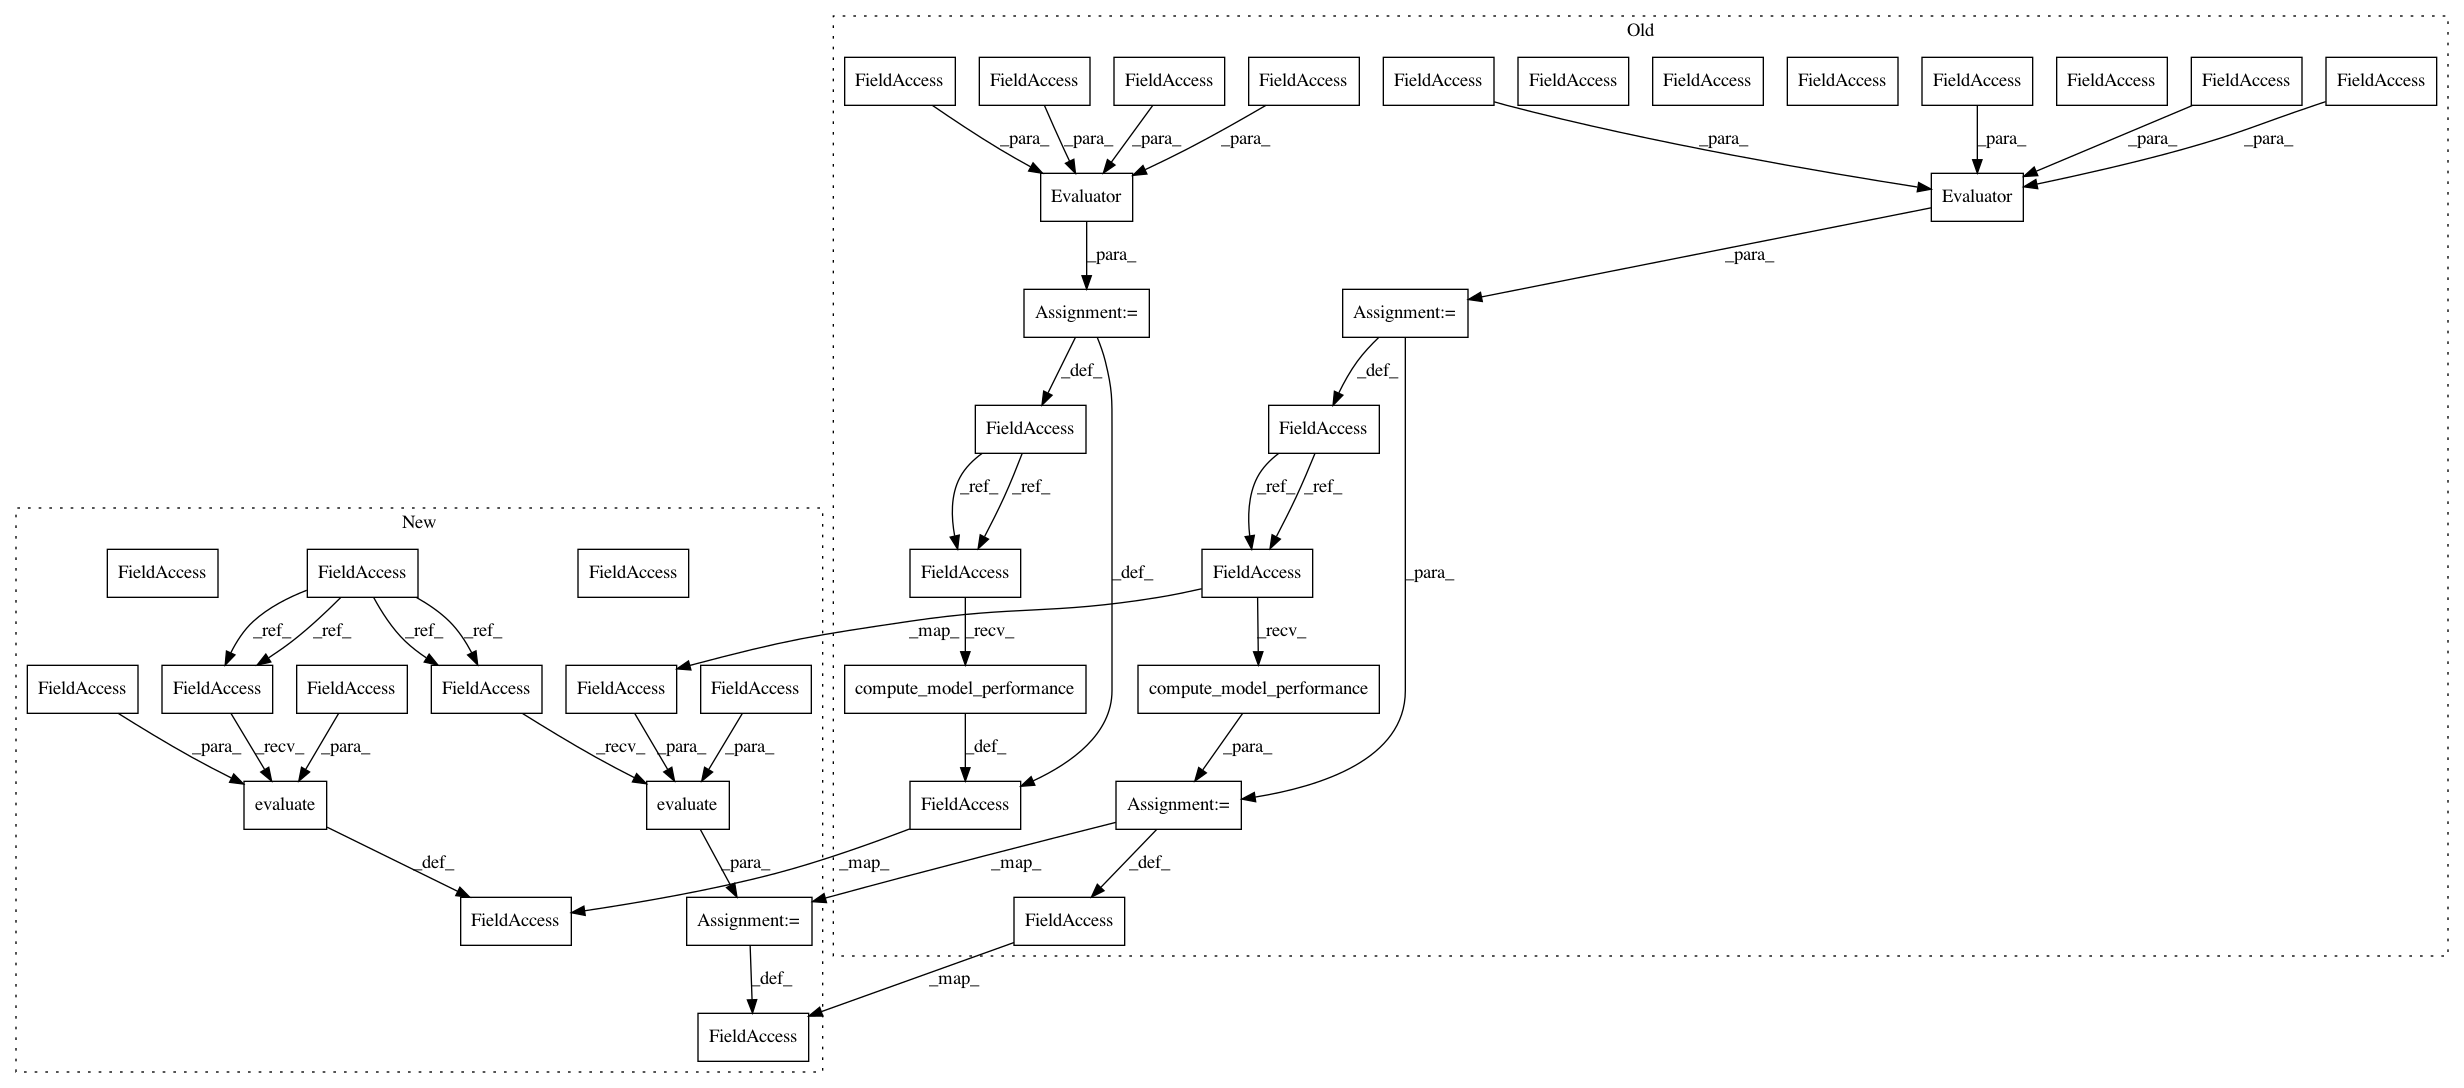 Old
FieldAccess FieldAccess FieldAccess FieldAccess FieldAccess FieldAccess FieldAccess FieldAccess FieldAccess FieldAccess FieldAccess FieldAccess
_para_ _para_ _para_ _para_ _para_ _para_ _para_ _para_
Evaluator Evaluator
_para_ _para_
Assignment:= Assignment:=
_def_ _def_
FieldAccess FieldAccess
_ref_ _ref_ _ref_ _ref_
New
FieldAccess FieldAccess FieldAccess FieldAccess FieldAccess
_def_ _para_
_ref_ _ref_ _ref_ _ref_ _map_ _recv_ _recv_
FieldAccess FieldAccess FieldAccess FieldAccess FieldAccess FieldAccess compute_model_performance compute_model_performance
_para_ _recv_ _para_ _recv_ _para_ _para_ _def_ _para_
evaluate evaluate FieldAccess Assignment:=
_def_ _para_ _map_ _map_ _def_
FieldAccess Assignment:= FieldAccess
_def_ _map_
FieldAccess